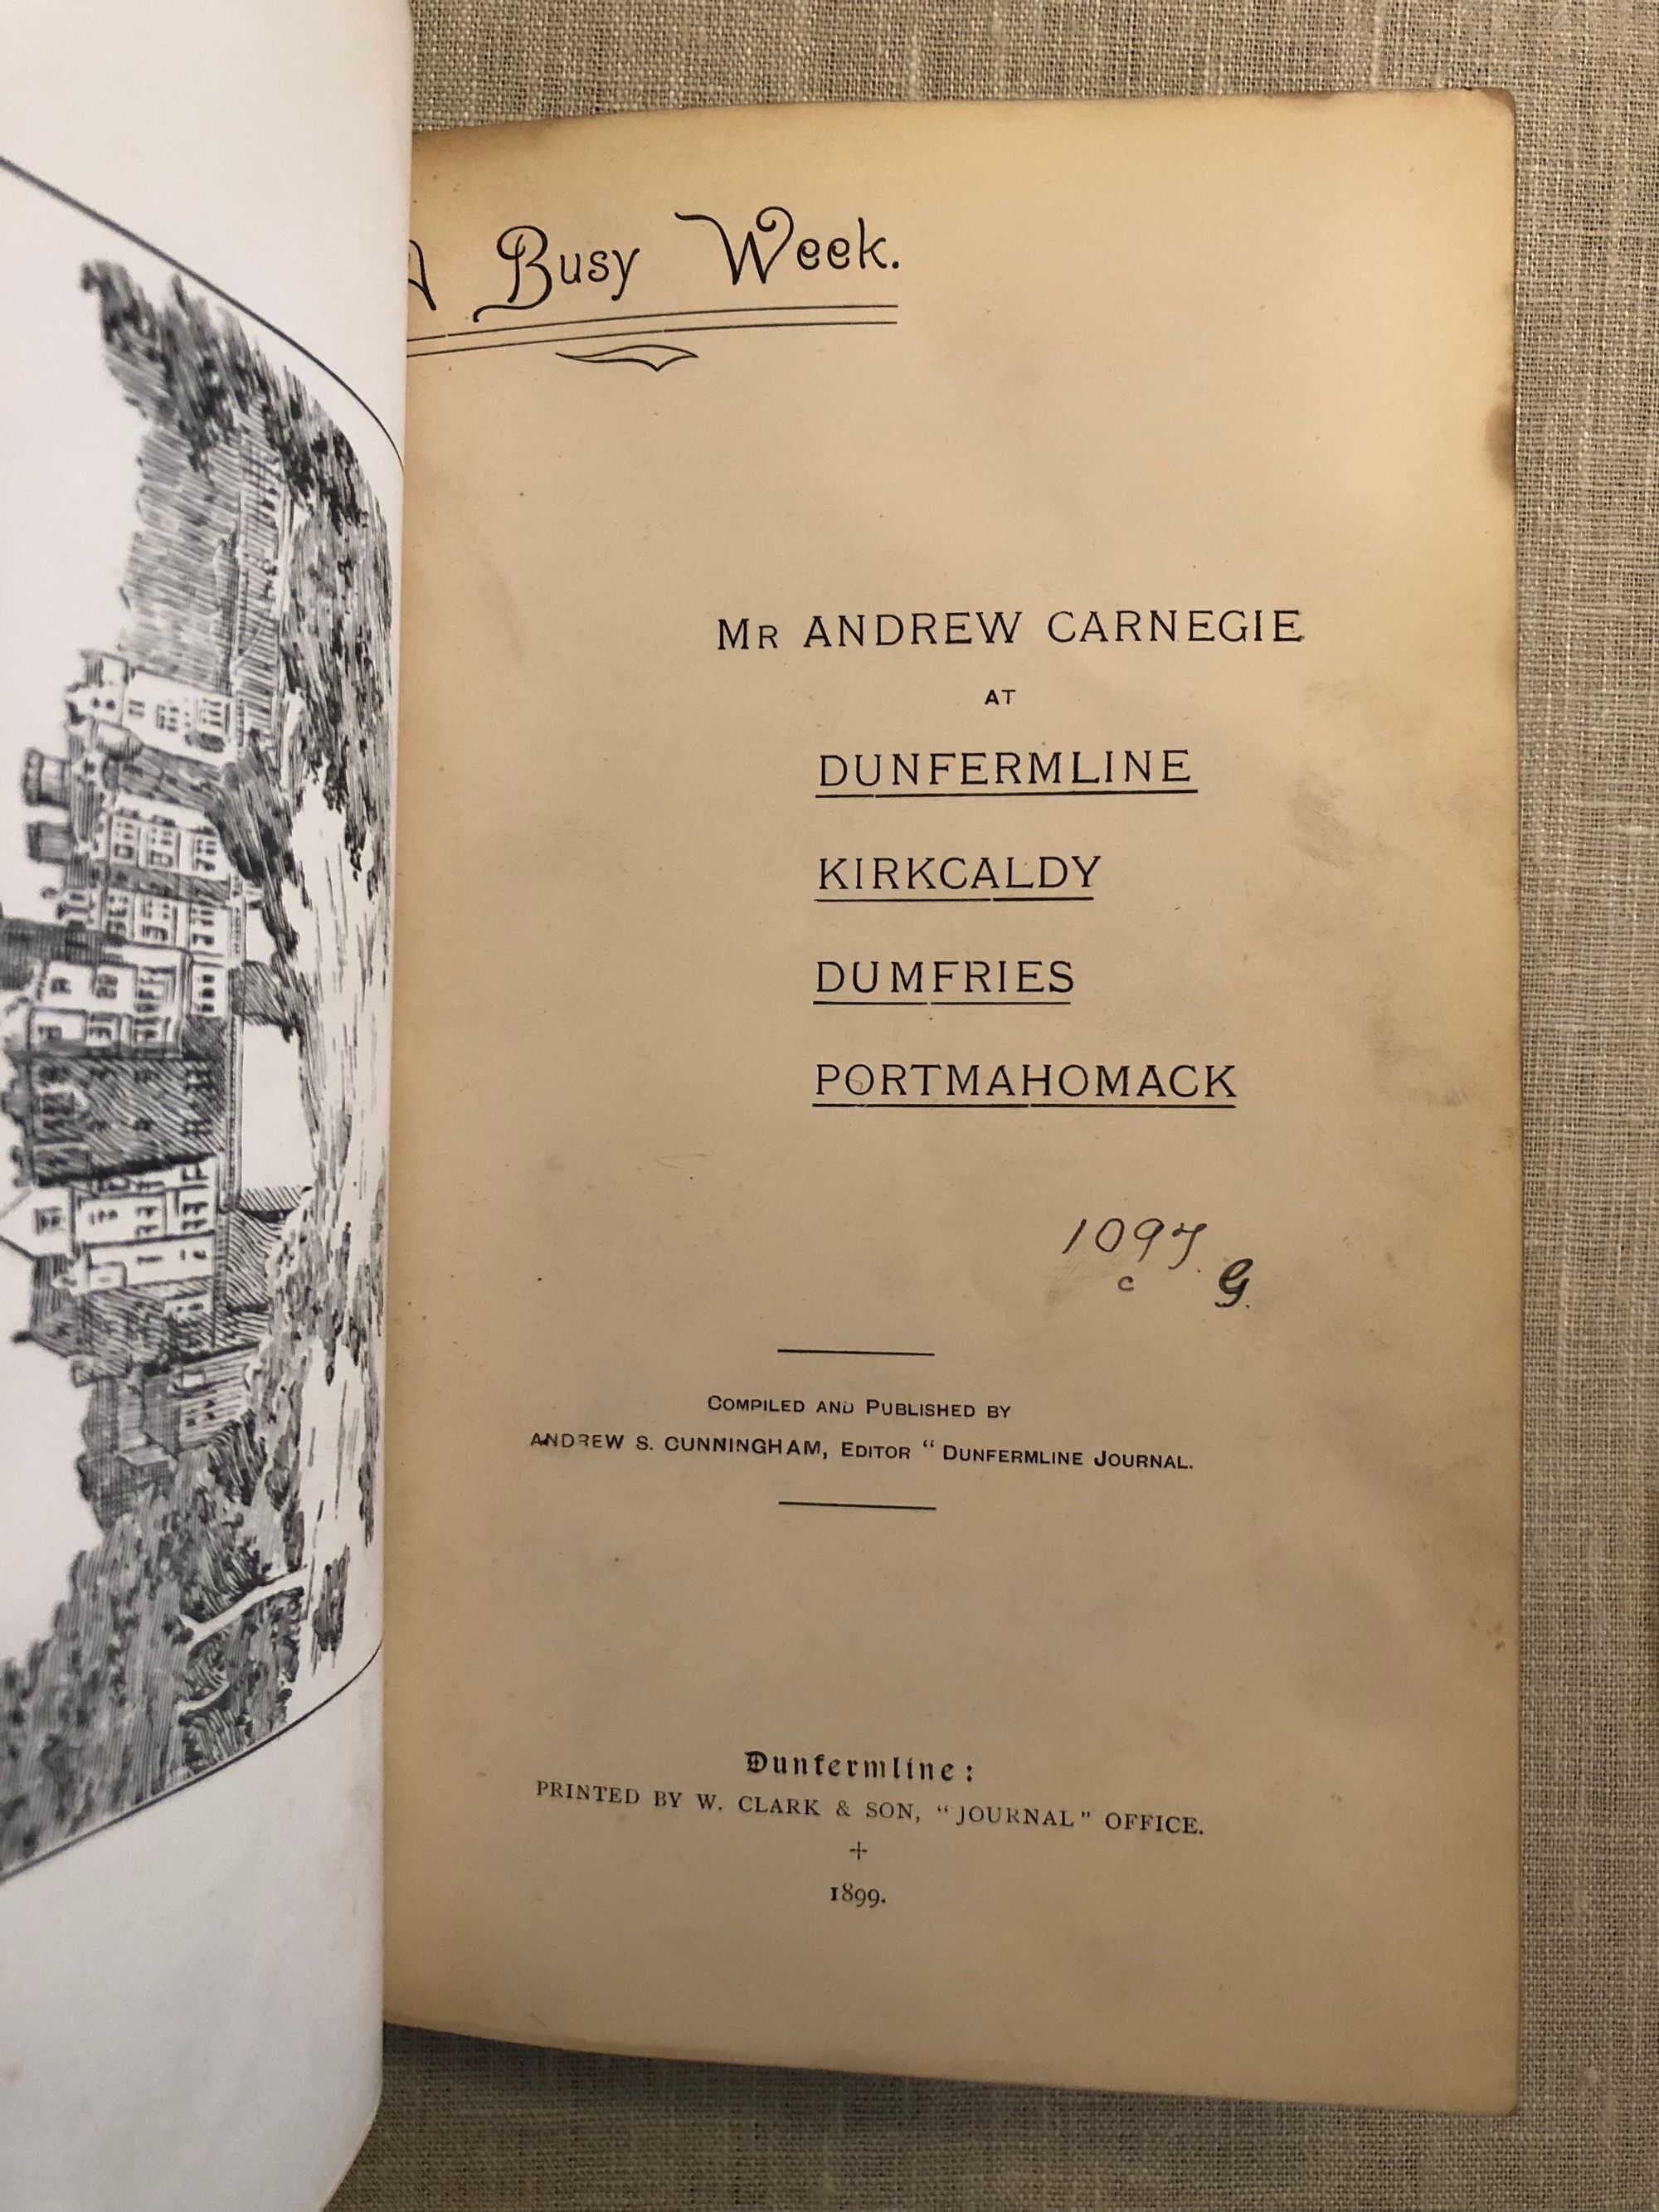 A Busy Week.
Mr ANDREW CARNEGIE
AT
DUNFERMLINE
KIRKCALDY
DUMFRIES
PORTMAHOMACK
1097
c G.
Compiled and Published by
ANDREW S. CUNNINGHAM, Editor “ Dunfermline Journal.
Dunfermline:
PRINTED BY W. CLARK & SON, “JOURNAL” OFFICE.
+
1899.